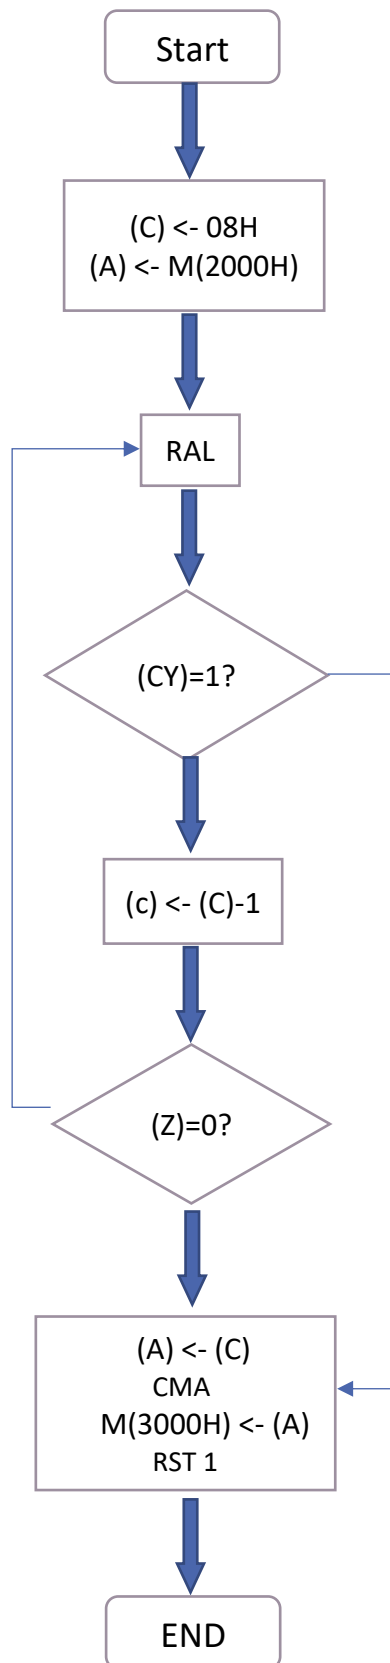 Start
(C) <- 08H
(A) <- M(2000H)
RAL
(CY)=1?
(c) <- (C)-1
(Z)=0?
(A) <- (C)
CMA
M(3000H) <- (A)
RST 1
END